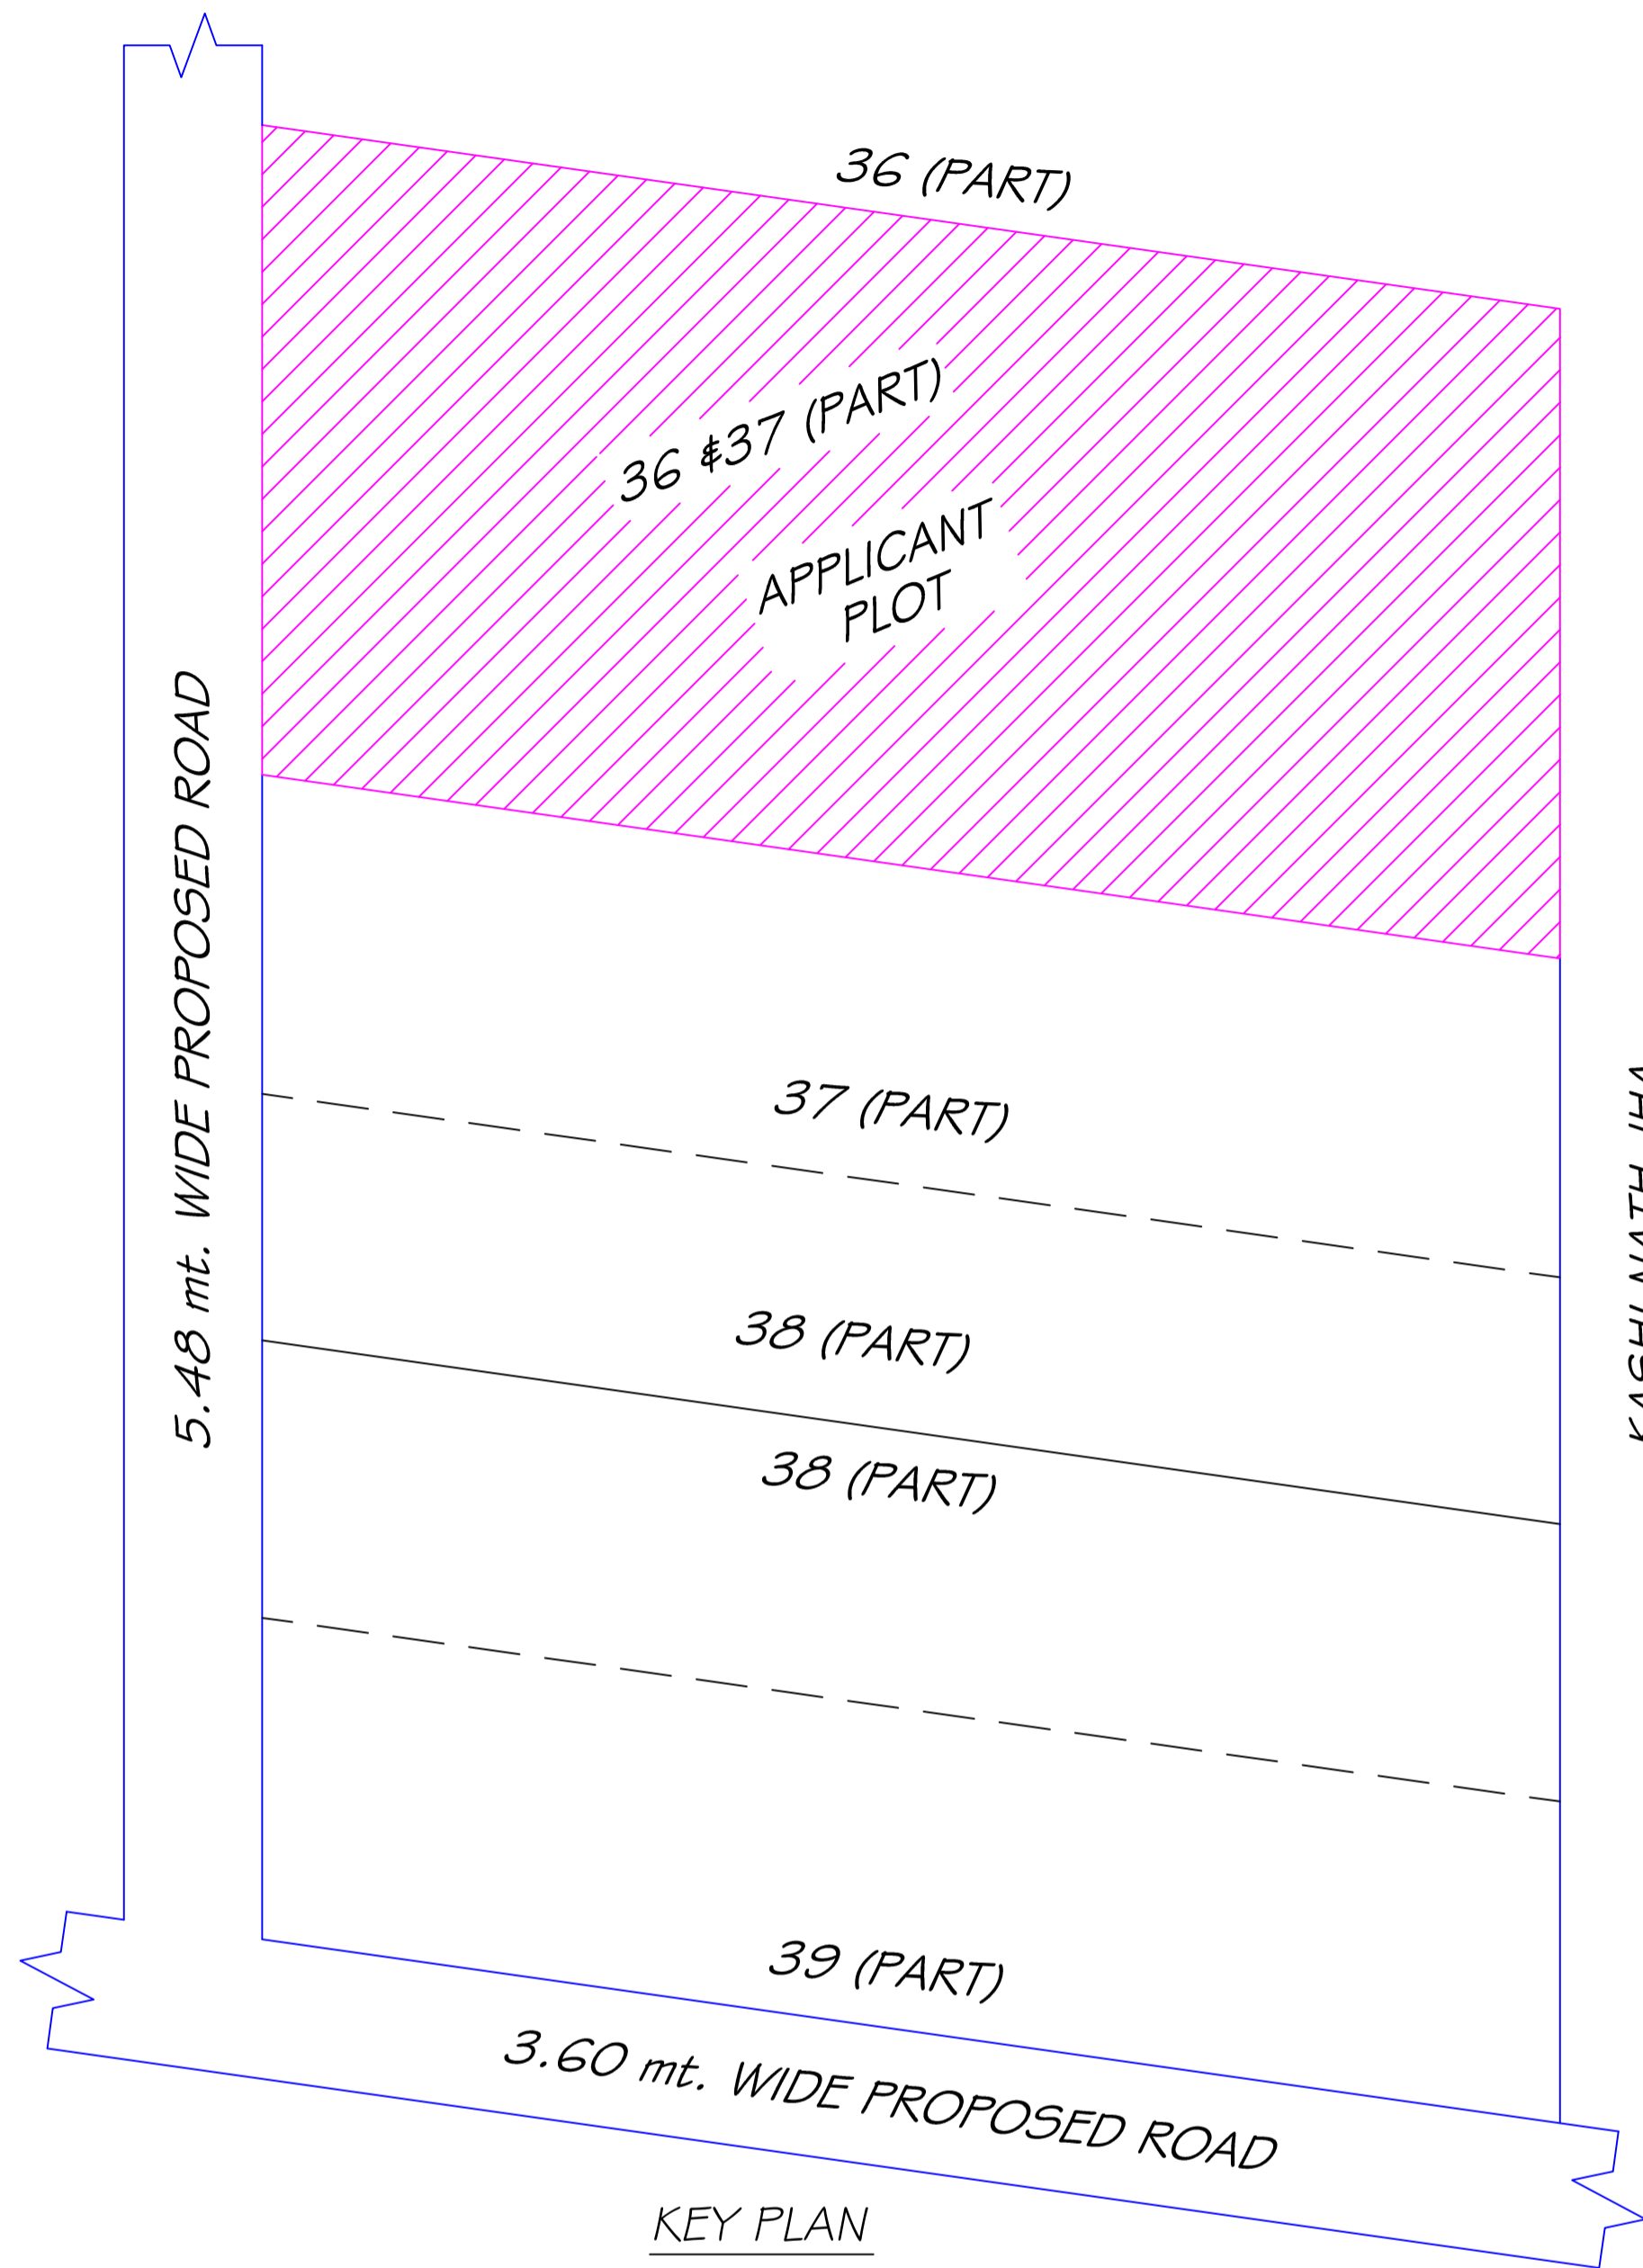 36 (PART)
36 &37 (PART)
APPLICANT
PLOT
5.48 mt. WIDE PROPOSED ROAD
37 (PART)
38 (PART)
38 (PART)
39 (PART)
3.60 mt. WIDE PROPOSED ROAD
KEY PLAN